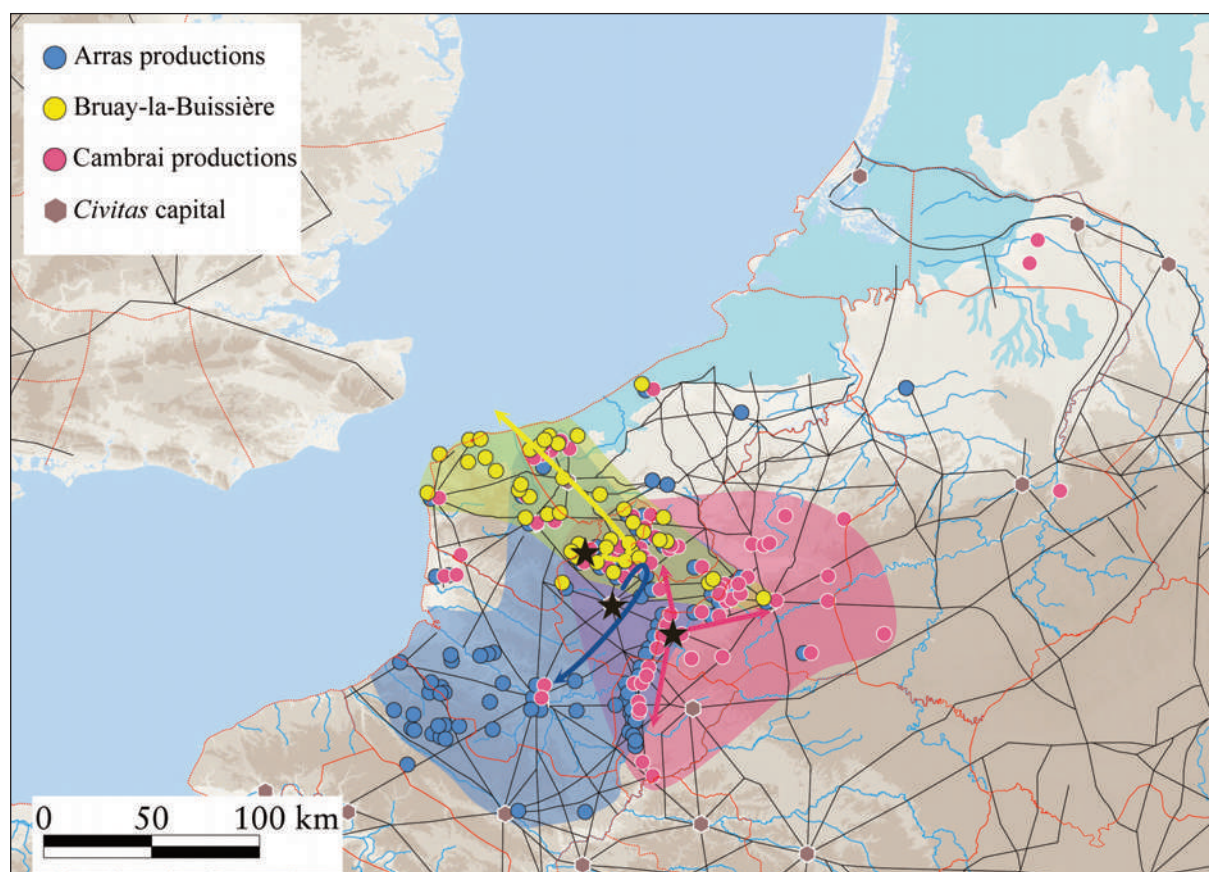 Arras productions
Bruay-la-Buissière
Cambrai productions
Civitas capital
0 50 100 km